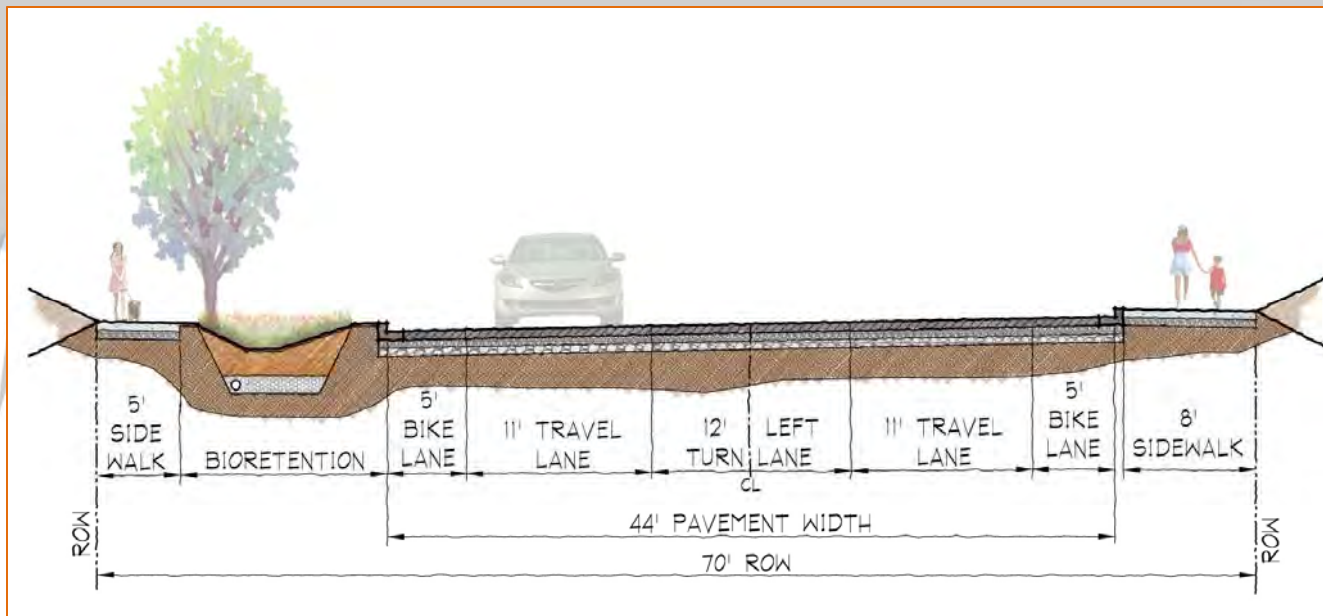 5'
SIDE
WALK
BIORETENTION
5'
BIKE
LANE
11' TRAVEL
LANE
12' LEFT
TURN LANE
CL
11' TRAVEL
LANE
5'
BIKE
LANE
8'
SIDEWALK
44' PAVEMENT WIDTH
70' ROW
ROW
ROW